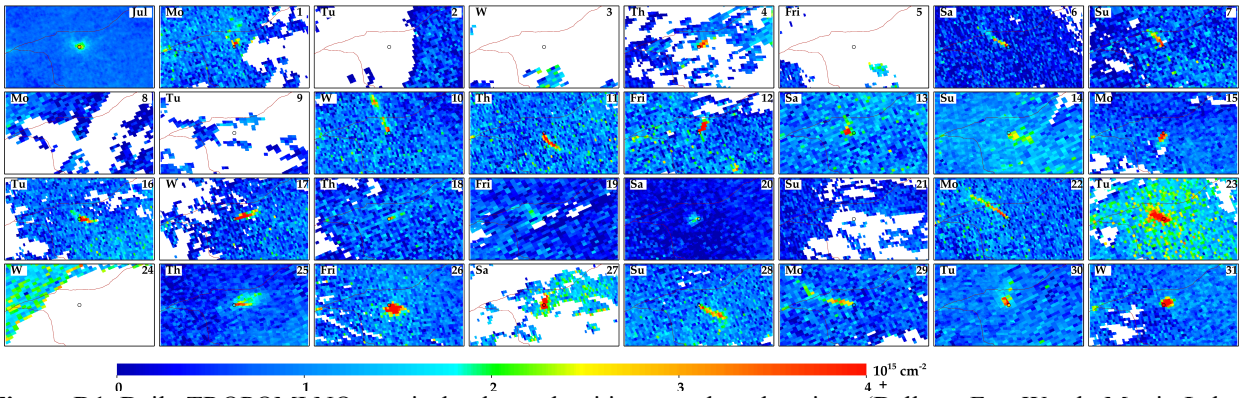 Jul Mo 1 Tu 2 W 3 Th 4 Fri 5 Sa 6 Su 7
Mo 8 Tu 9 W 10 Th 11 Fri 12 Sa 13 Su 14 Mo 15
Tu 16 W 17 Th 18 Fri 19 Sa 20 Su 21 Mo 22 Tu 23
W 24 Th 25 Fri 26 Sa 27 Su 28 Mo 29 Tu 30 W 31
0 1 2 3 4+ 10¹⁵ cm⁻²